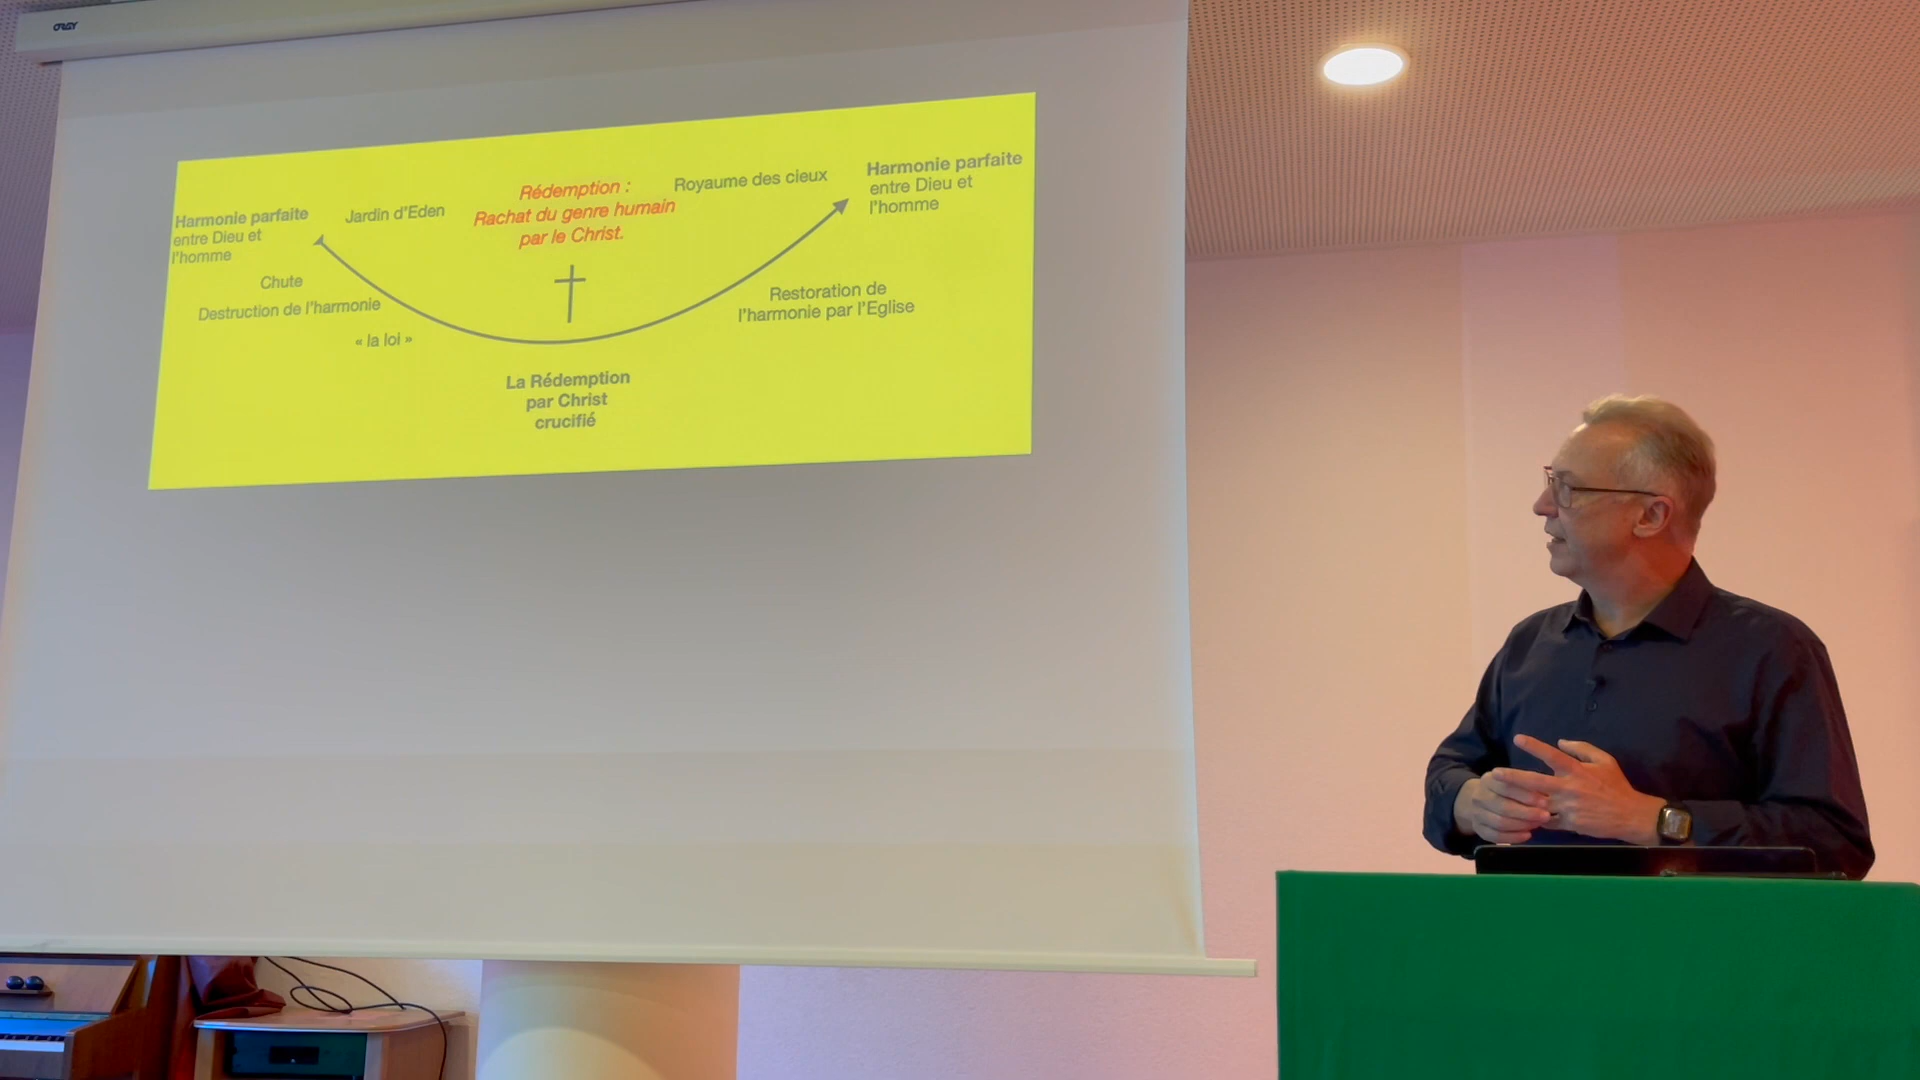 ORAY
Harmonie parfaite
entre Dieu et
l'homme
Jardin d'Eden
Rédemption :
Rachat du genre humain
par le Christ.
Royaume des cieux
Harmonie parfaite
entre Dieu et
l'homme
Chute
Destruction de l'harmonie
« la loi »
Restoration de
l'harmonie par l'Eglise
La Rédemption
par Christ
crucifié